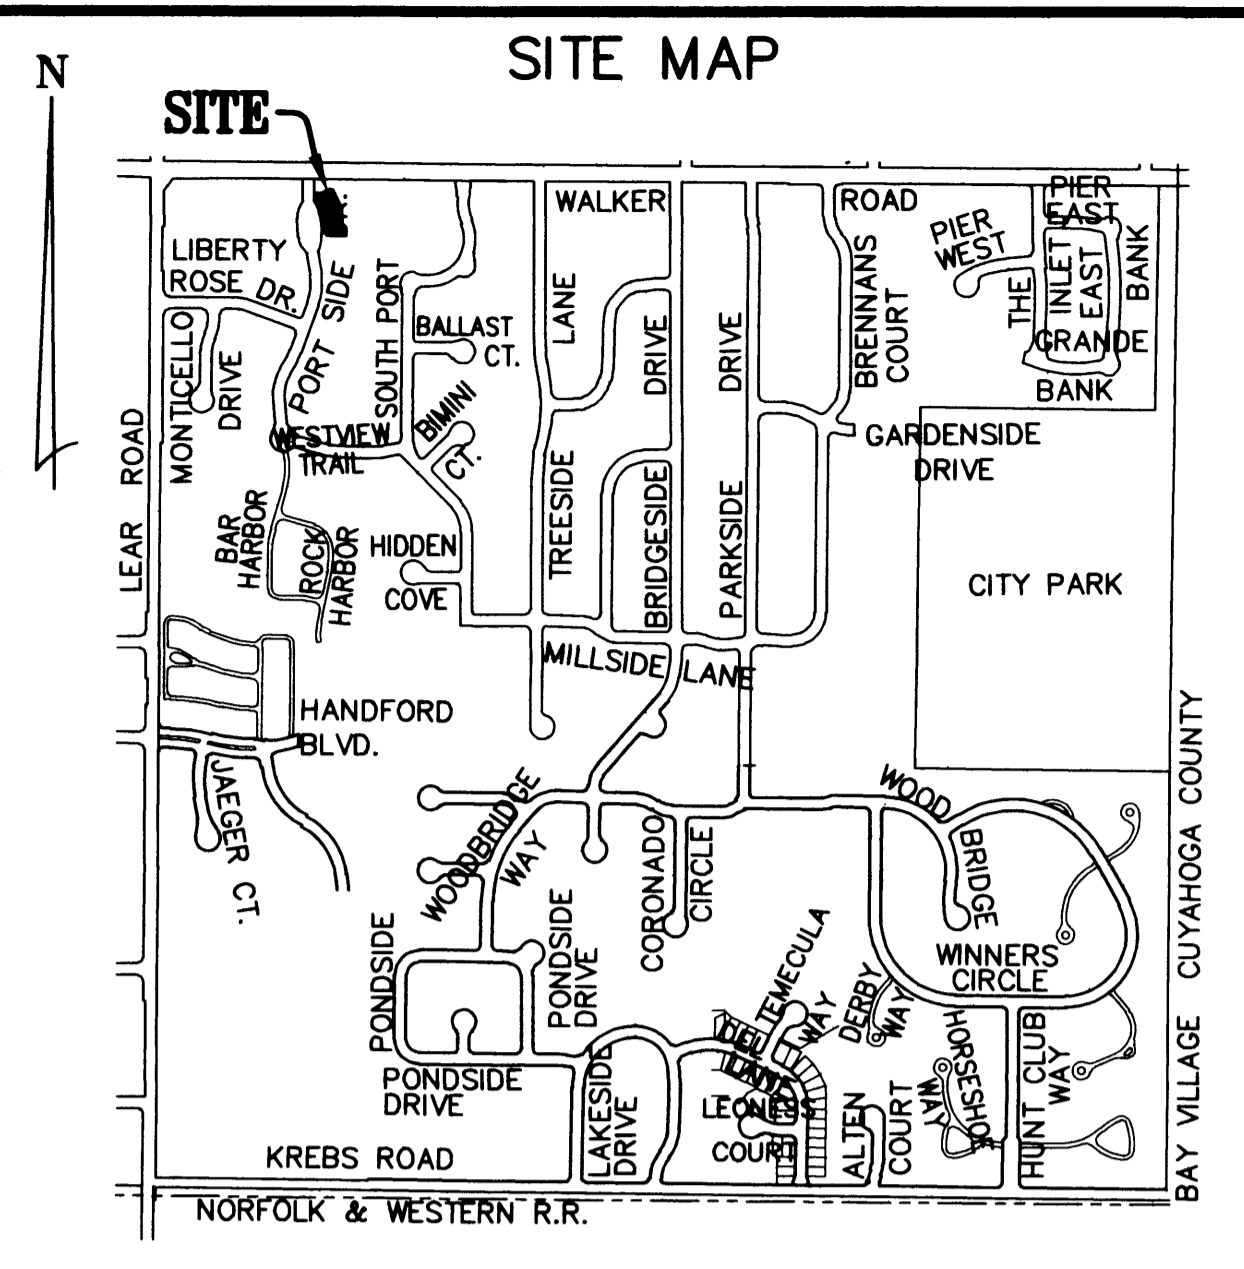 SITE MAP
N
SITE
WALKER
ROAD
PIER
EAST
PIER
WEST
THE
INLET
EAST
BANK
GRANDE
BANK
LIBERTY
ROSE DR.
PORT SIDE
SOUTH PORT
LANE
DRIVE
DRIVE
BRENNANS
COURT
BALLAST
CT.
MONTICELLO
DRIVE
BIMINI
CT.
WESTVIEW
TRAIL
GARDENSIDE
DRIVE
LEAR ROAD
BAR
HARBOR
ROCK
HARBOR
HIDDEN
COVE
TREESIDE
BRIDGESIDE
PARKSIDE
CITY PARK
MILLSIDE LANE
HANDFORD
BLVD.
JAEGER CT.
WOODBRIDGE
WAY
WOOD
BRIDGE
CORONADO
CIRCLE
CUYAHOGA COUNTY
BAY VILLAGE
PONDSIDE
PONDSIDE
DRIVE
WINNERS
CIRCLE
TEMECULA
WAY
DERBY
WAY
DEL
LANE
HORSESHOE
WAY
HUNT CLUB
WAY
PONDSIDE
DRIVE
LAKESIDE
DRIVE
LEONESS
COURT
ALTEN
COURT
KREBS ROAD
NORFOLK & WESTERN R.R.